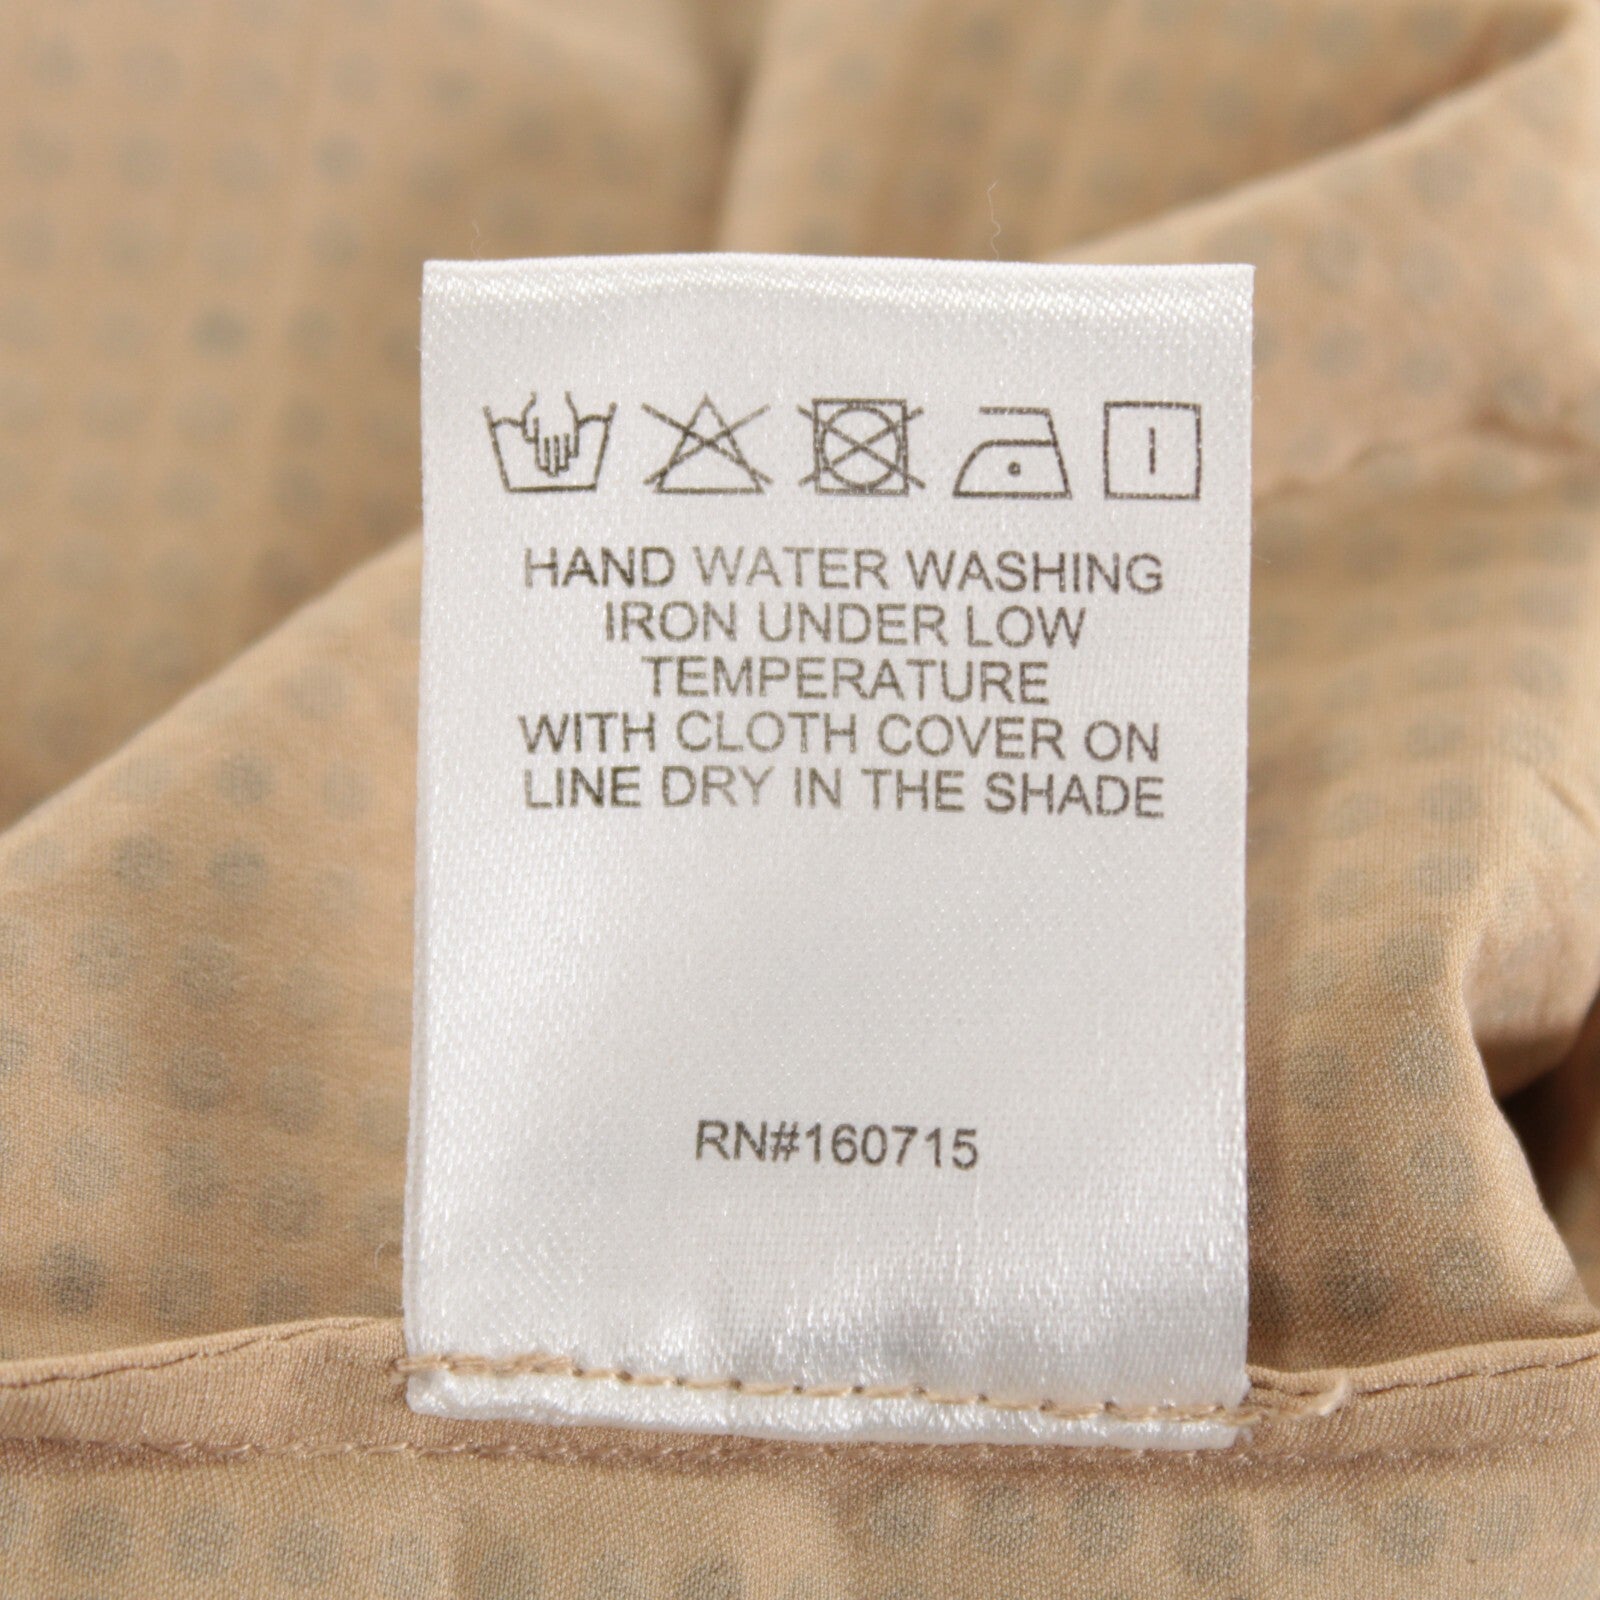 HAND WATER WASHING
IRON UNDER LOW
TEMPERATURE
WITH CLOTH COVER ON
LINE DRY IN THE SHADE
RN#160715